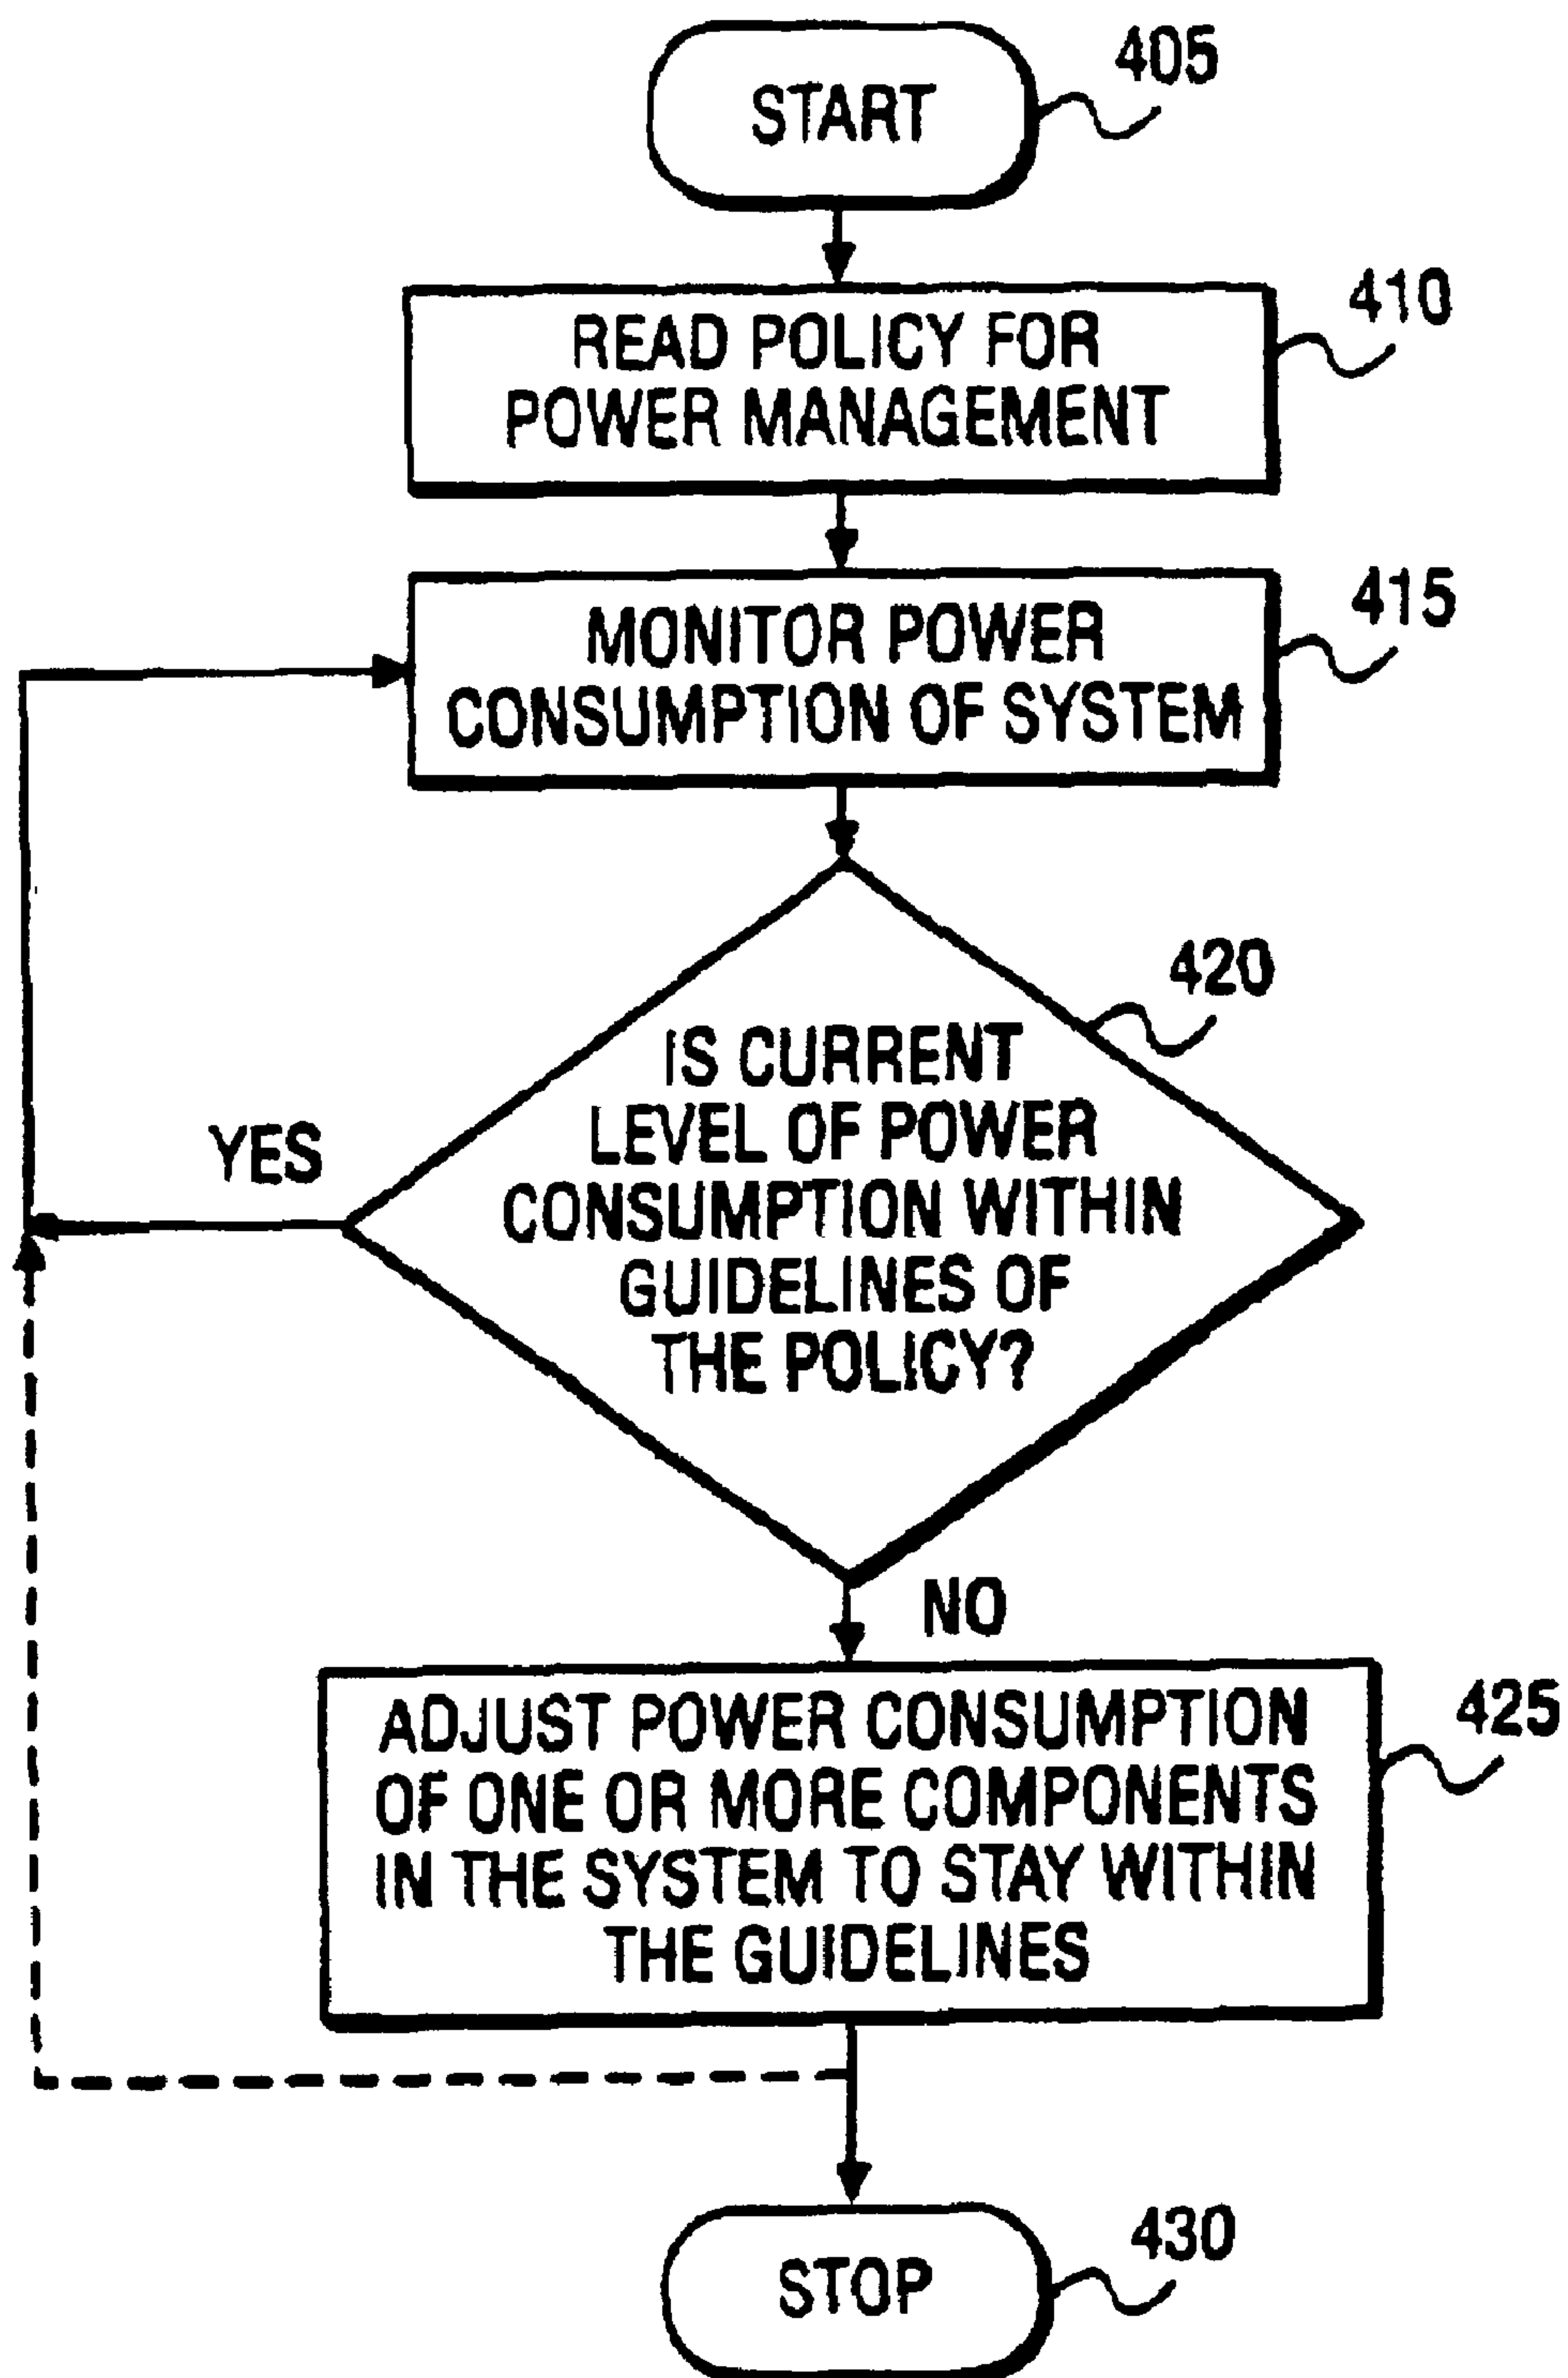 START
405
READ POLICY FOR
POWER MANAGEMENT
410
MONITOR POWER
CONSUMPTION OF SYSTEM
415
420
IS CURRENT
LEVEL OF POWER
CONSUMPTION WITHIN
GUIDELINES OF
THE POLICY?
YES
NO
ADJUST POWER CONSUMPTION
OF ONE OR MORE COMPONENTS
IN THE SYSTEM TO STAY WITHIN
THE GUIDELINES
425
STOP
430